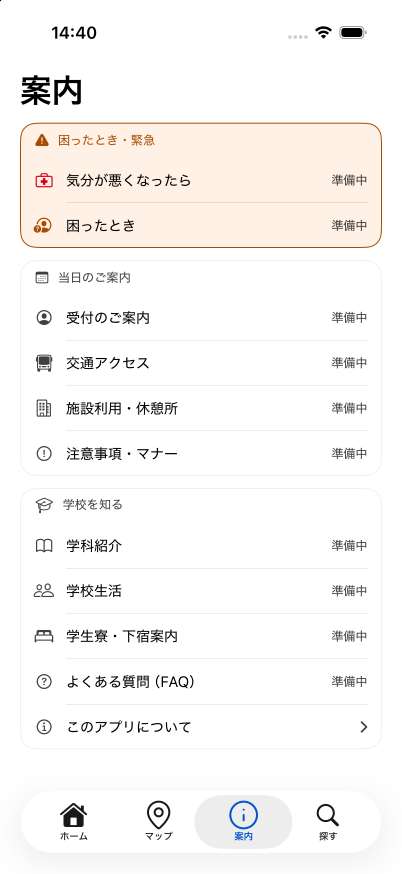 14:40
案内
困ったとき・緊急
気分が悪くなったら 準備中
困ったとき 準備中
当日のご案内
受付のご案内 準備中
交通アクセス 準備中
施設利用・休憩所 準備中
注意事項・マナー 準備中
学校を知る
学科紹介 準備中
学校生活 準備中
学生寮・下宿案内 準備中
よくある質問（FAQ） 準備中
このアプリについて
ホーム マップ 案内 探す